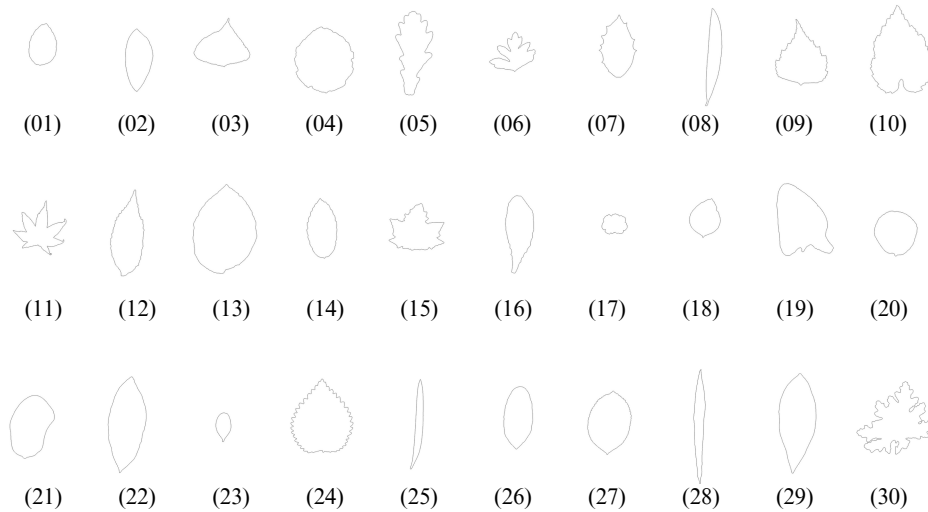 (01) (02) (03) (04) (05) (06) (07) (08) (09) (10)
(11) (12) (13) (14) (15) (16) (17) (18) (19) (20)
(21) (22) (23) (24) (25) (26) (27) (28) (29) (30)